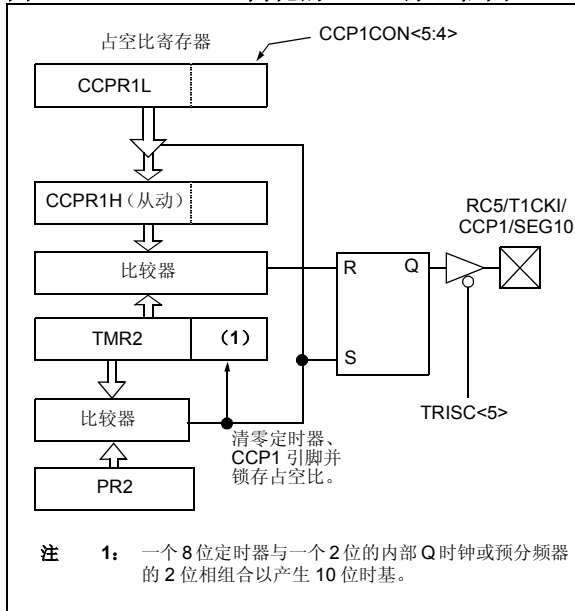 占空比寄存器
CCP1CON<5:4>
CCPR1L
CCPR1H（从动）
RC5/T1CKI/
CCP1/SEG10
比较器
R
Q
TMR2
（1）
S
比较器
TRISC<5>
清零定时器、
CCP1 引脚并
锁存占空比。
PR2
注 1： 一个 8 位定时器与一个 2 位的内部 Q 时钟或预分频器
的 2 位相组合以产生 10 位时基。